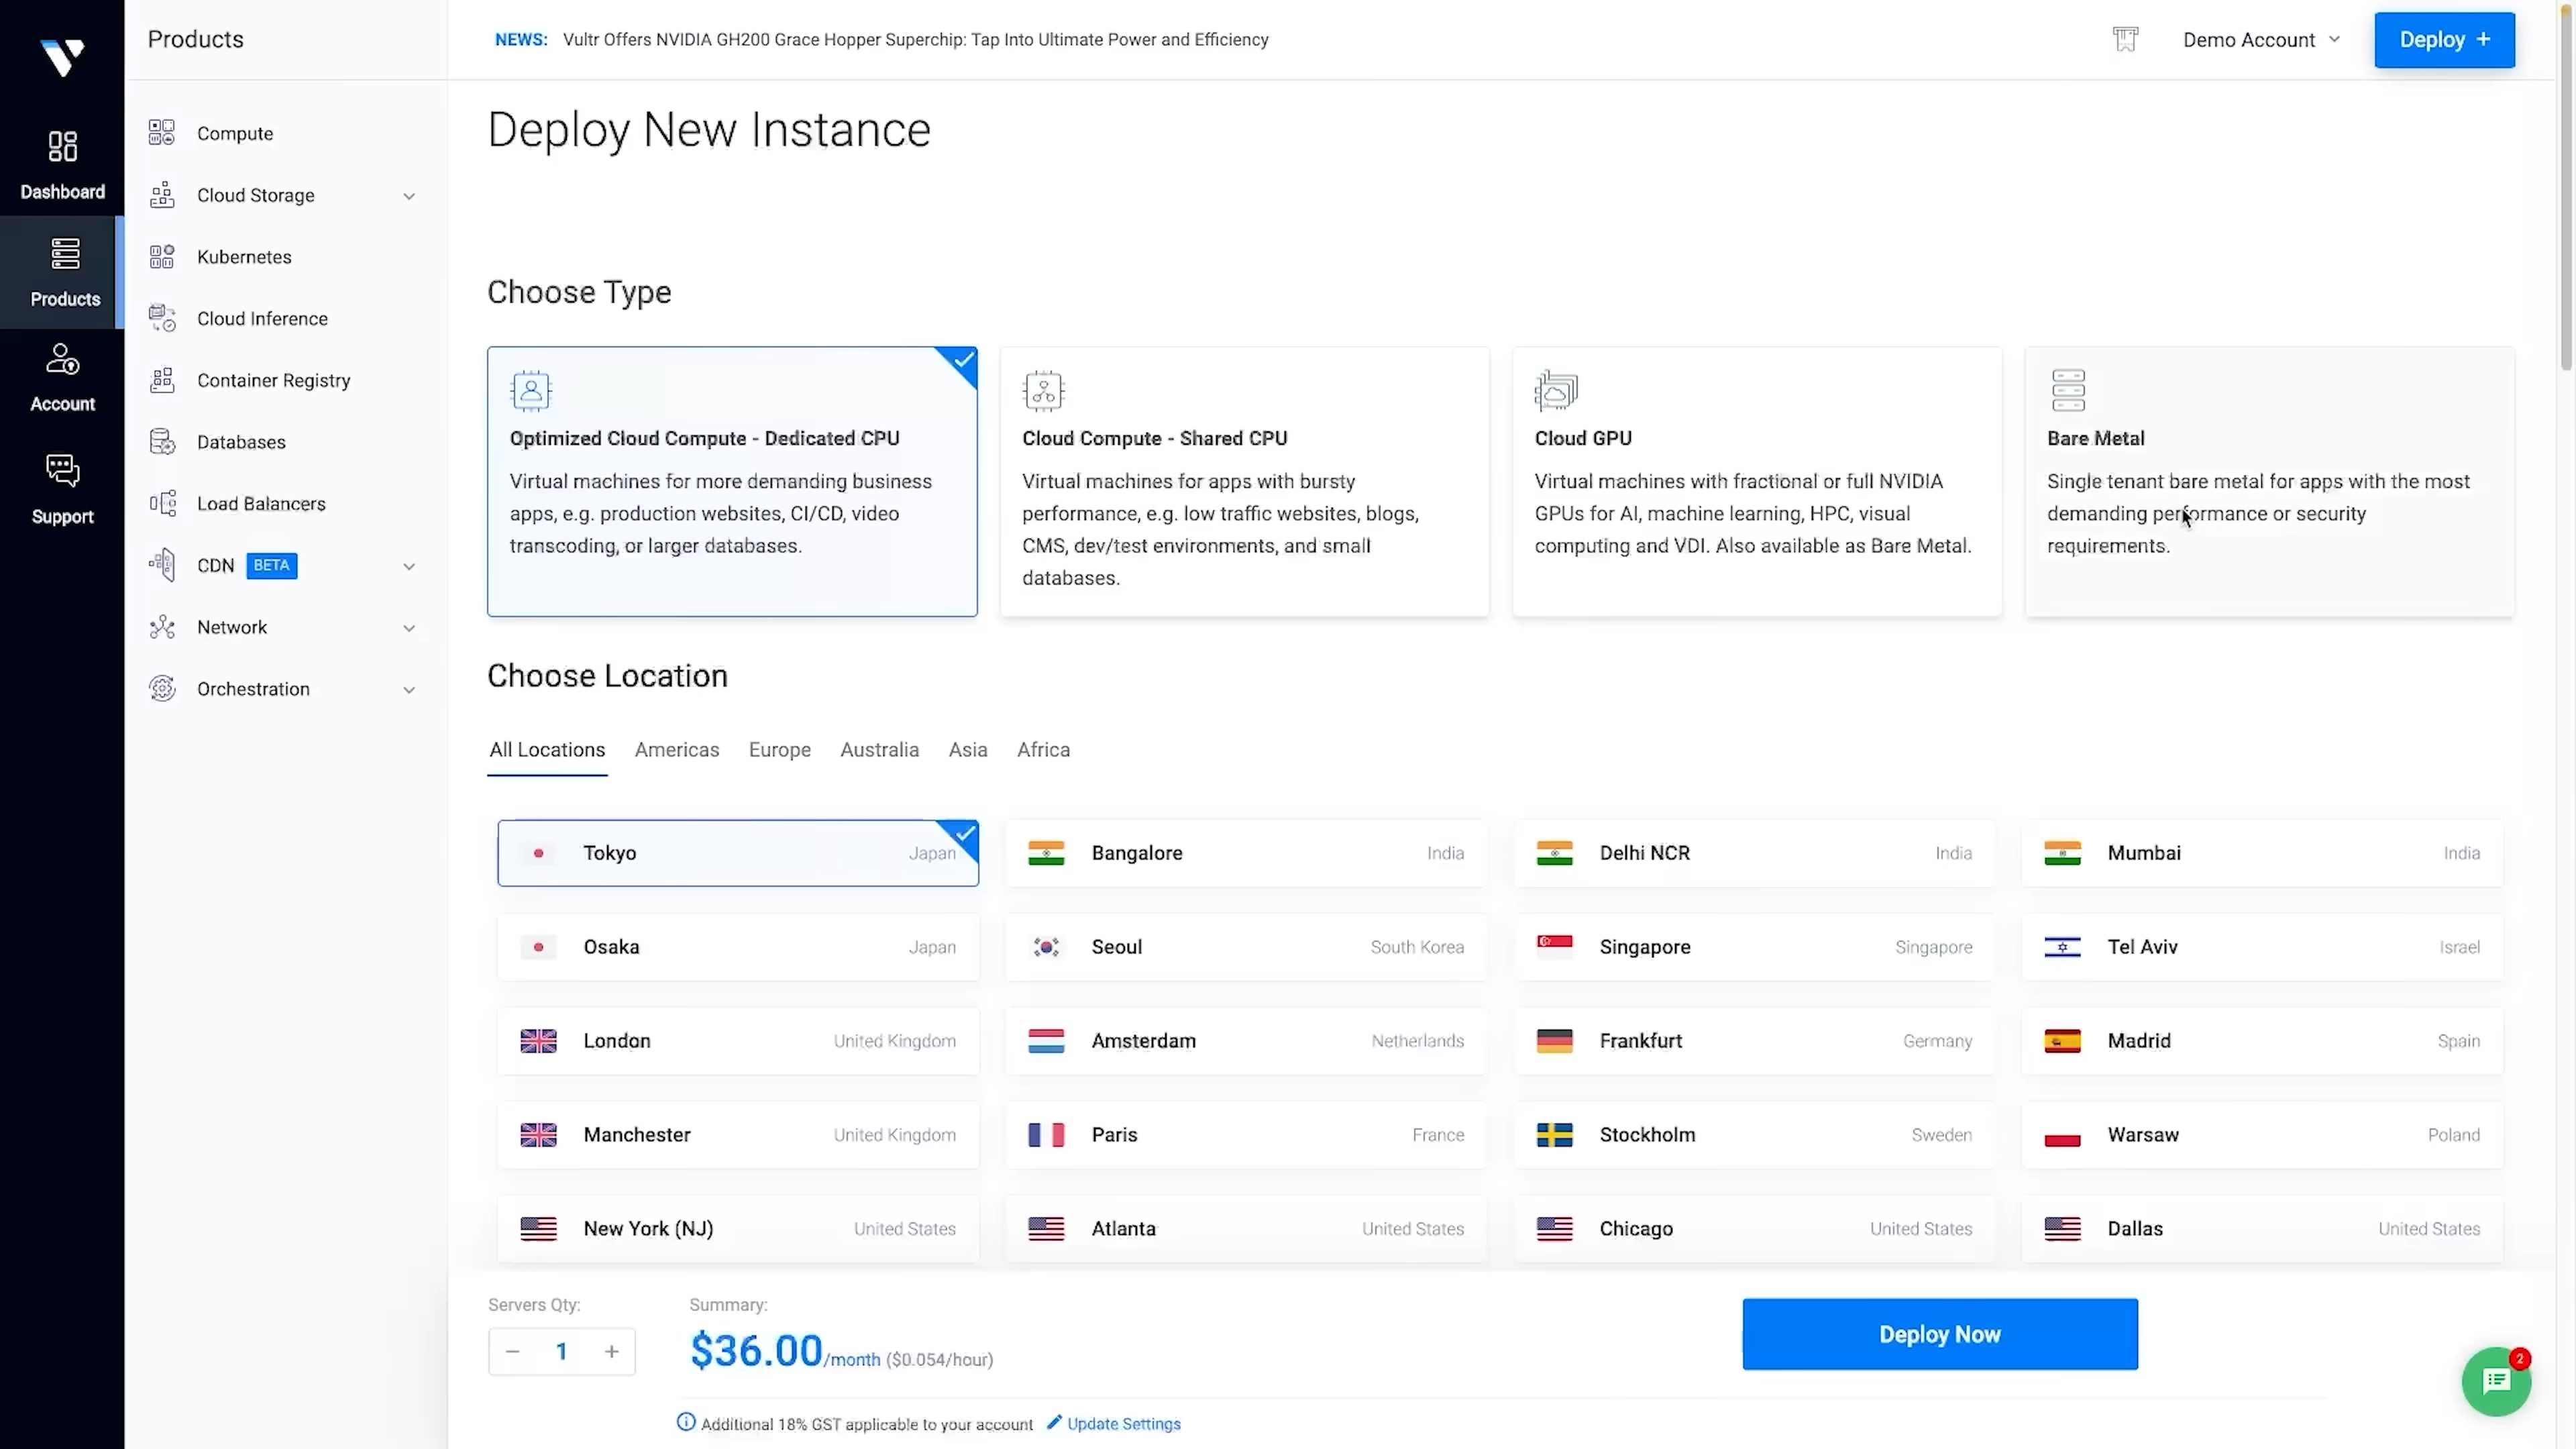 Products
NEWS: Vultr Offers NVIDIA GH200 Grace Hopper Superchip: Tap Into Ultimate Power and Efficiency
Demo Account
Deploy +
Dashboard
Products
Account
Support
Compute
Cloud Storage
Kubernetes
Cloud Inference
Container Registry
Databases
Load Balancers
CDN BETA
Network
Orchestration
Deploy New Instance
Choose Type
Optimized Cloud Compute - Dedicated CPU
Virtual machines for more demanding business
apps, e.g. production websites, CI/CD, video
transcoding, or larger databases.
Cloud Compute - Shared CPU
Virtual machines for apps with bursty
performance, e.g. low traffic websites, blogs,
CMS, dev/test environments, and small
databases.
Cloud GPU
Virtual machines with fractional or full NVIDIA
GPUs for AI, machine learning, HPC, visual
computing and VDI. Also available as Bare Metal.
Bare Metal
Single tenant bare metal for apps with the most
demanding performance or security
requirements.
Choose Location
All Locations Americas Europe Australia Asia Africa
Tokyo Japan
Bangalore India
Delhi NCR India
Mumbai India
Osaka Japan
Seoul South Korea
Singapore Singapore
Tel Aviv Israel
London United Kingdom
Amsterdam Netherlands
Frankfurt Germany
Madrid Spain
Manchester United Kingdom
Paris France
Stockholm Sweden
Warsaw Poland
New York (NJ) United States
Atlanta United States
Chicago United States
Dallas United States
Servers Qty:
− 1 +
Summary:
$36.00/month ($0.054/hour)
Deploy Now
Additional 18% GST applicable to your account Update Settings
2